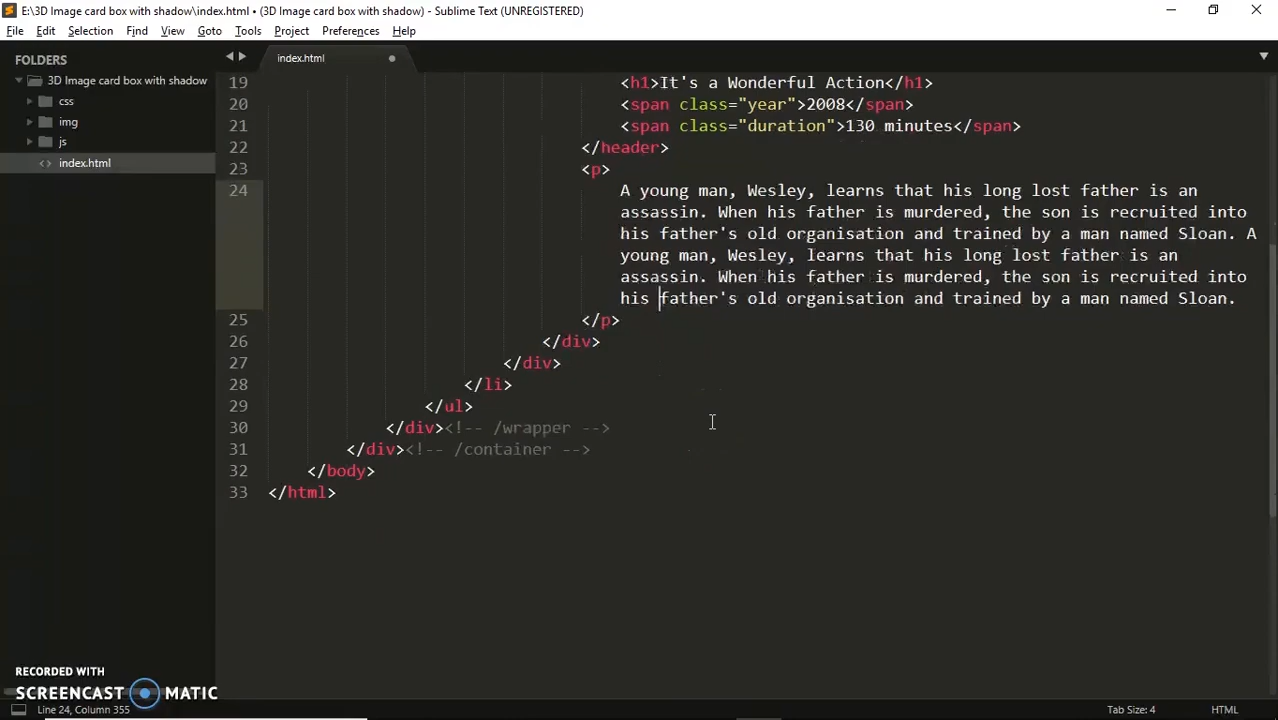 E:\3D Image card box with shadow\index.html • (3D Image card box with shadow) - Sublime Text (UNREGISTERED)
File Edit Selection Find View Goto Tools Project Preferences Help
FOLDERS
3D Image card box with shadow
css
img
js
index.html
index.html
19 <h1>It's a Wonderful Action</h1>
20 <span class="year">2008</span>
21 <span class="duration">130 minutes</span>
22 </header>
23 <p>
24 A young man, Wesley, learns that his long lost father is an
assassin. When his father is murdered, the son is recruited into
his father's old organisation and trained by a man named Sloan. A
young man, Wesley, learns that his long lost father is an
assassin. When his father is murdered, the son is recruited into
his father's old organisation and trained by a man named Sloan.
25 </p>
26 </div>
27 </div>
28 </li>
29 </ul>
30 </div><!-- /wrapper -->
31 </div><!-- /container -->
32 </body>
33 </html>
RECORDED WITH
SCREENCAST MATIC
Line 24, Column 355
Tab Size: 4
HTML